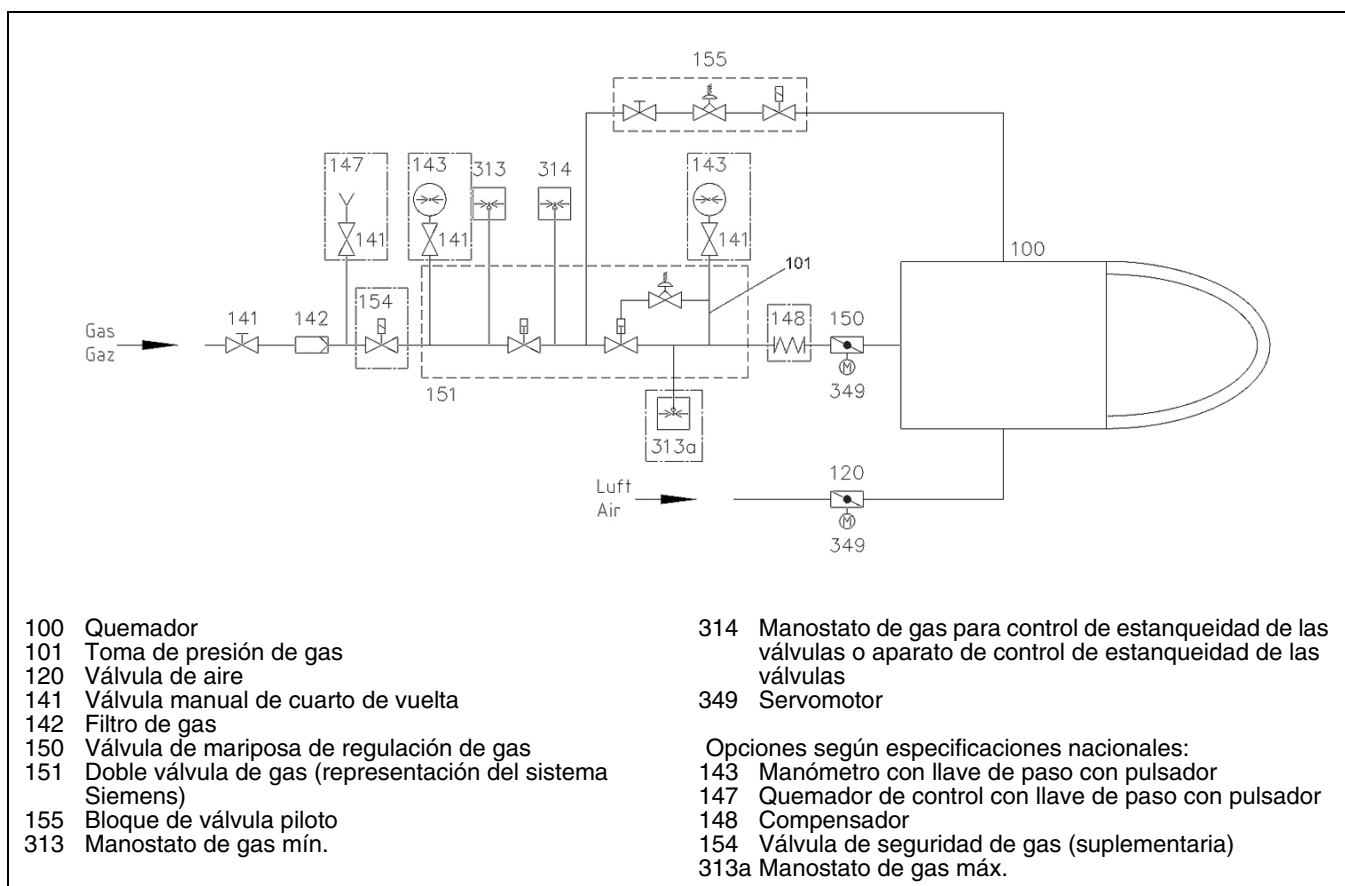 155
147
143
313
314
143
141
141
141
100
101
154
148
150
141
142
Gas
Gaz
151
349
313a
120
Luft
Air
349
100 Quemador
101 Toma de presión de gas
120 Válvula de aire
141 Válvula manual de cuarto de vuelta
142 Filtro de gas
150 Válvula de mariposa de regulación de gas
151 Doble válvula de gas (representación del sistema
Siemens)
155 Bloque de válvula piloto
313 Manostato de gas mín.
314 Manostato de gas para control de estanqueidad de las
válvulas o aparato de control de estanqueidad de las
válvulas
349 Servomotor
Opciones según especificaciones nacionales:
143 Manómetro con llave de paso con pulsador
147 Quemador de control con llave de paso con pulsador
148 Compensador
154 Válvula de seguridad de gas (suplementaria)
313a Manostato de gas máx.
M
M